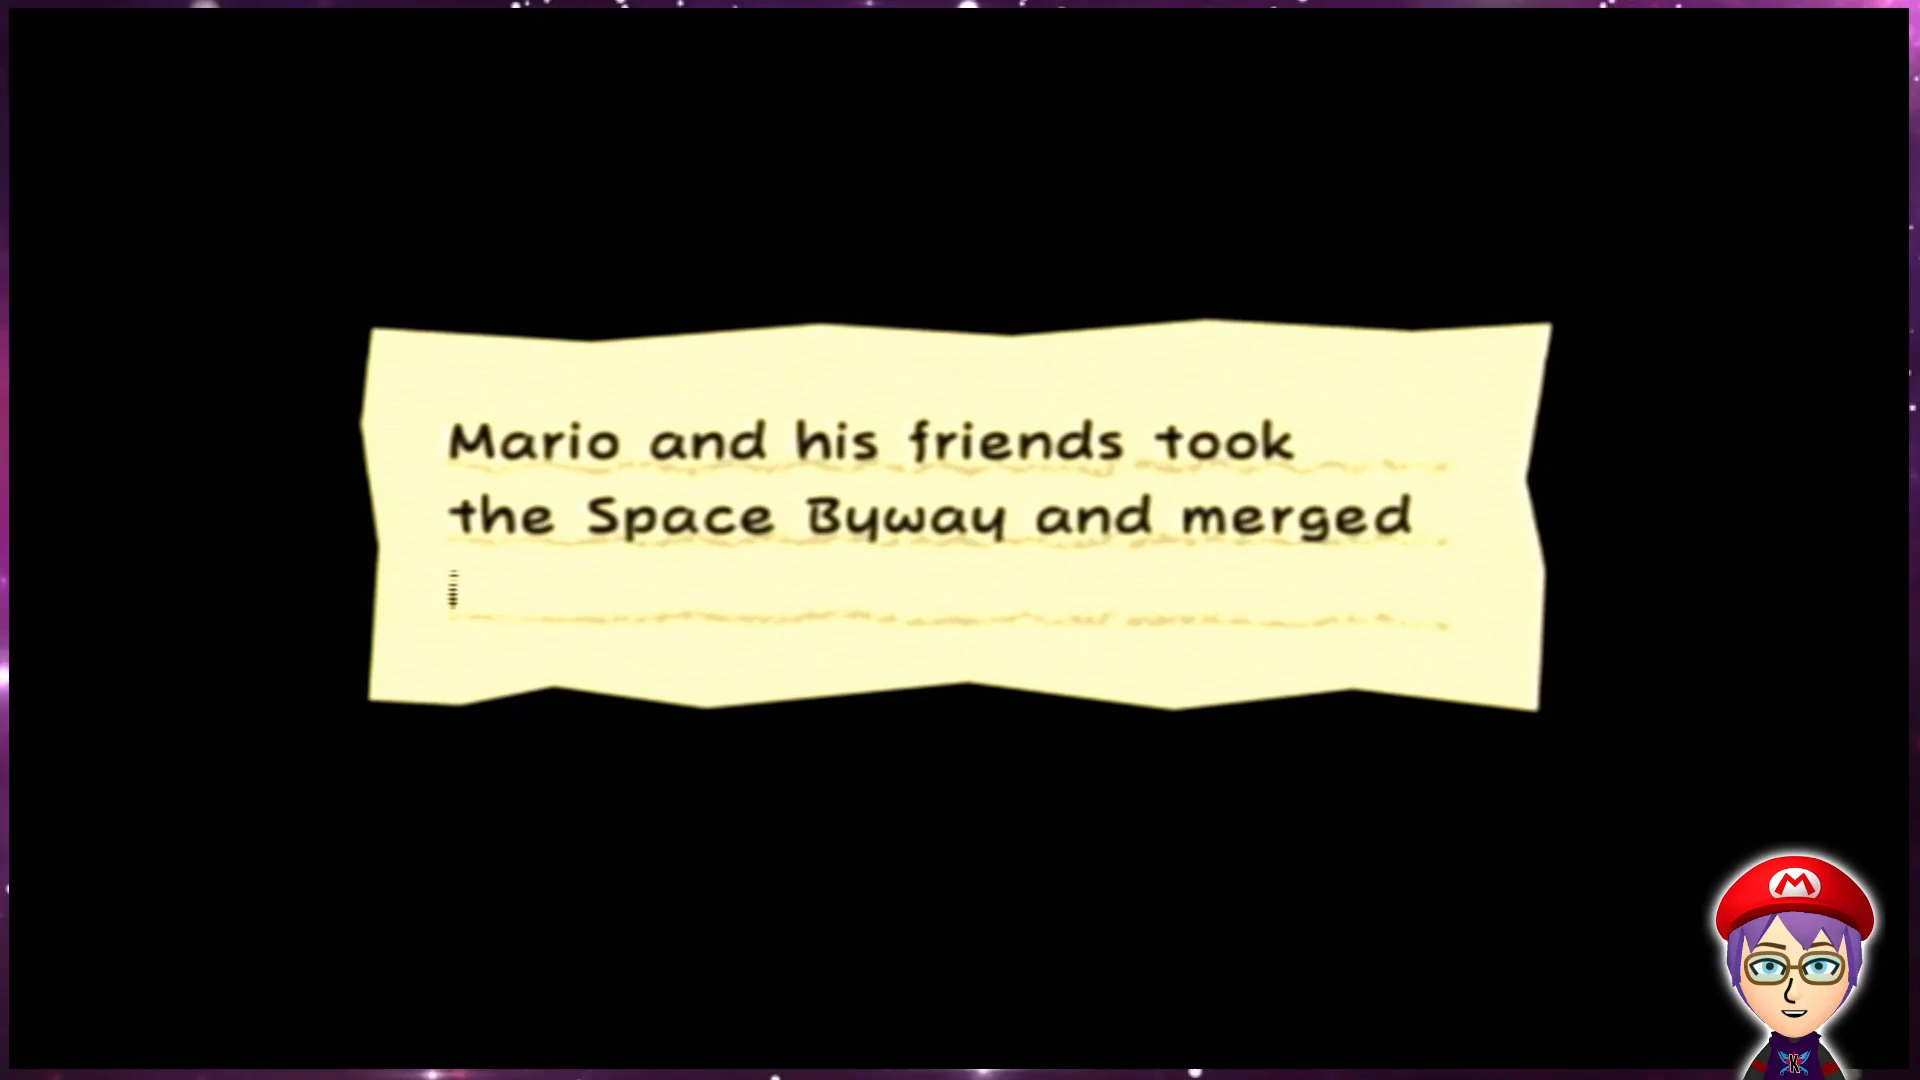 Mario and his friends took
the Space Byway and merged